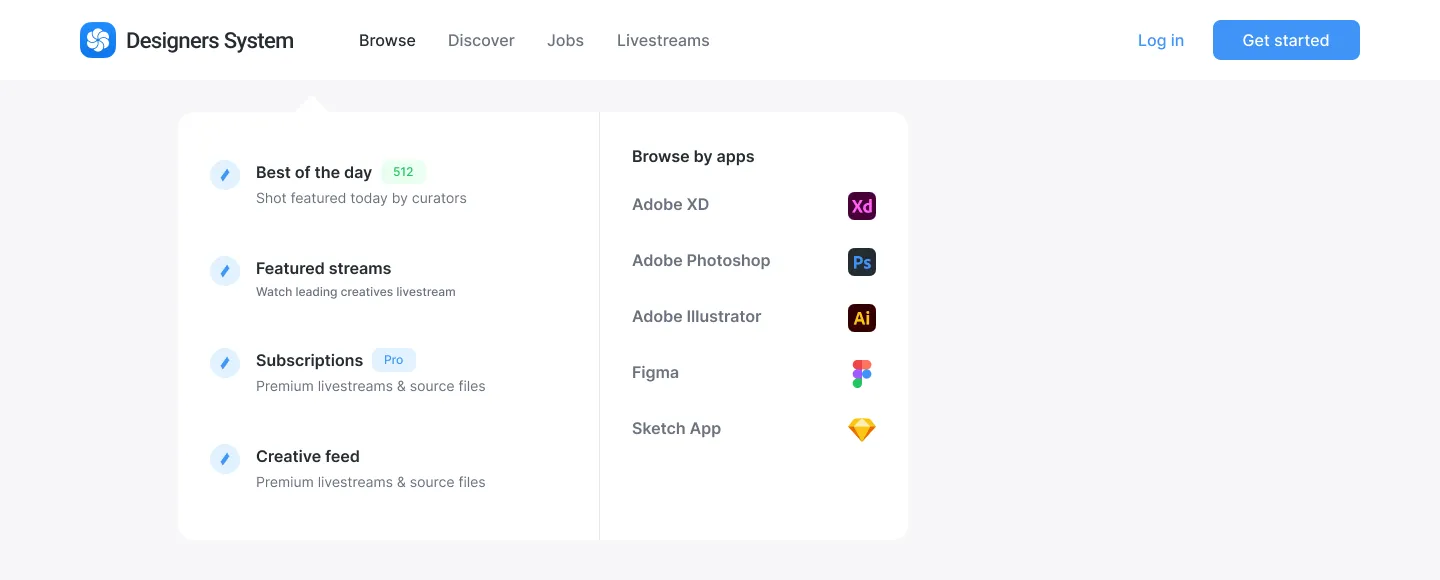 Designers System
Browse
Discover
Jobs
Livestreams
Log in
Get started
Best of the day
512
Shot featured today by curators
Featured streams
Watch leading creatives livestream
Subscriptions
Pro
Premium livestreams & source files
Creative feed
Premium livestreams & source files
Browse by apps
Adobe XD
Xd
Adobe Photoshop
Ps
Adobe Illustrator
Ai
Figma
Sketch App